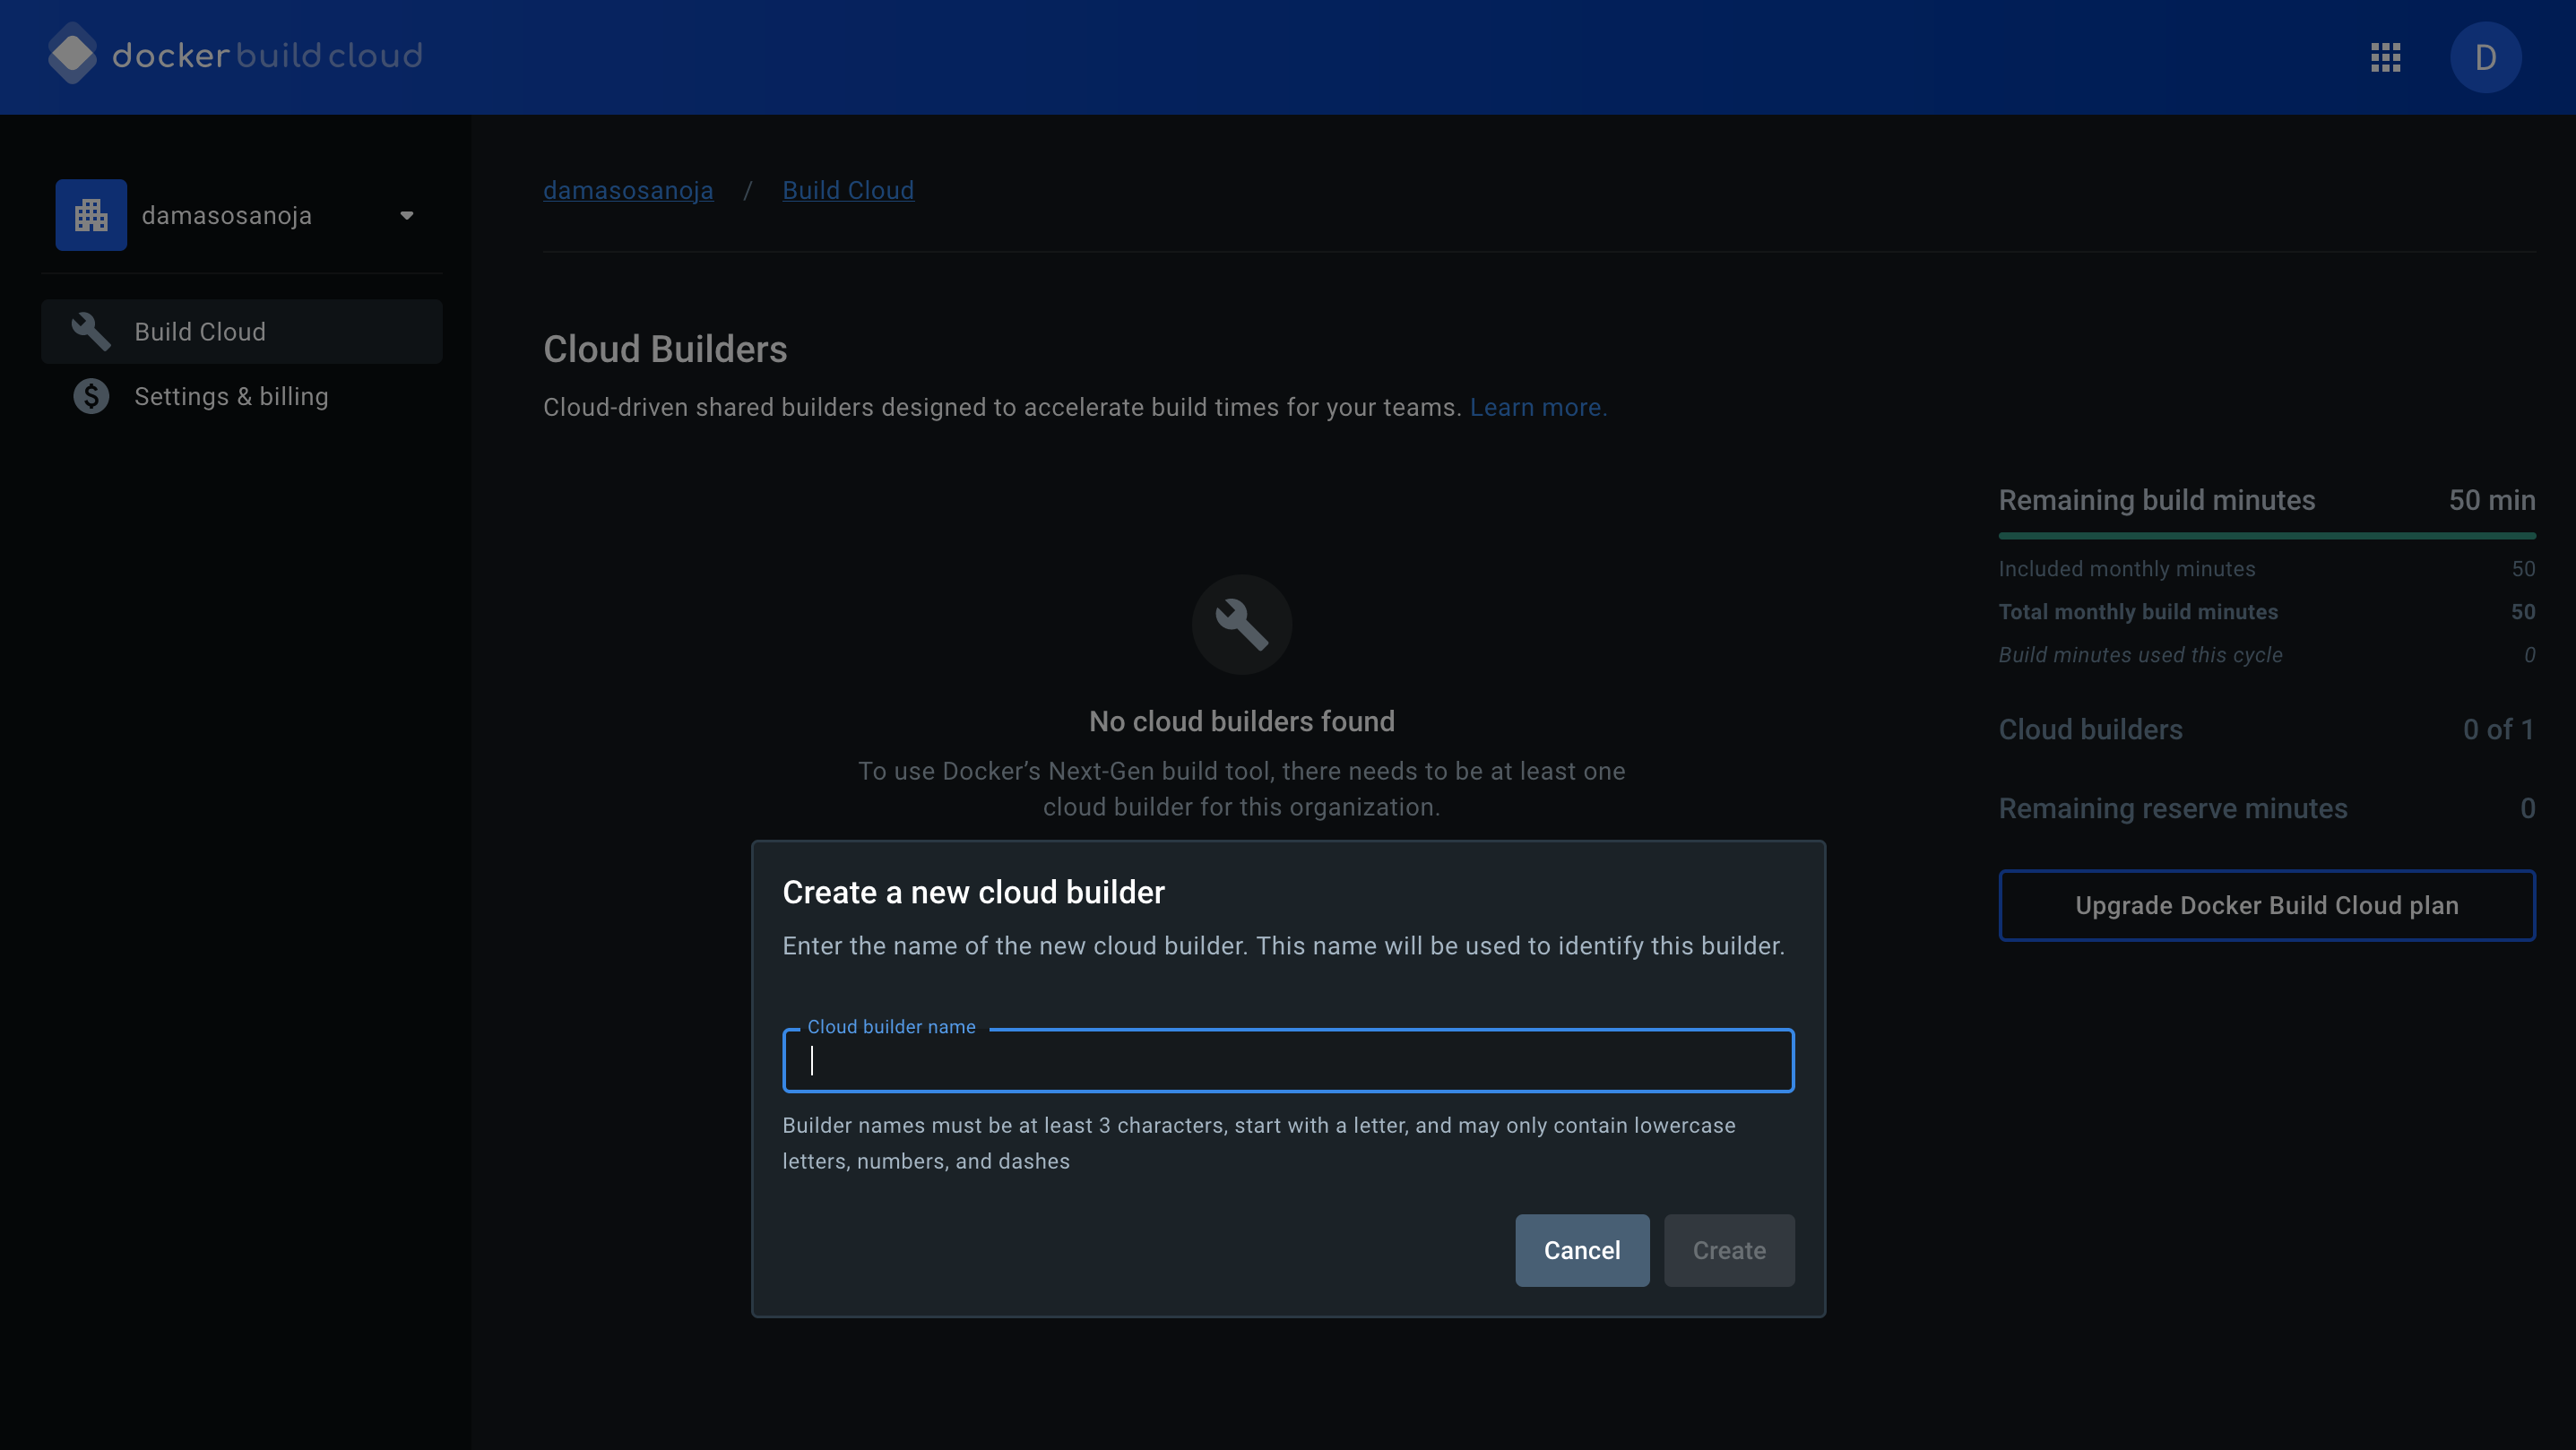 docker build cloud
D
damasosanoja
Build Cloud
Settings & billing
damasosanoja / Build Cloud
Cloud Builders
Cloud-driven shared builders designed to accelerate build times for your teams. Learn more.
No cloud builders found
To use Docker’s Next-Gen build tool, there needs to be at least one
cloud builder for this organization.
Remaining build minutes 50 min
Included monthly minutes 50
Total monthly build minutes 50
Build minutes used this cycle 0
Cloud builders 0 of 1
Remaining reserve minutes 0
Upgrade Docker Build Cloud plan
Create a new cloud builder
Enter the name of the new cloud builder. This name will be used to identify this builder.
Cloud builder name
Builder names must be at least 3 characters, start with a letter, and may only contain lowercase
letters, numbers, and dashes
Cancel
Create